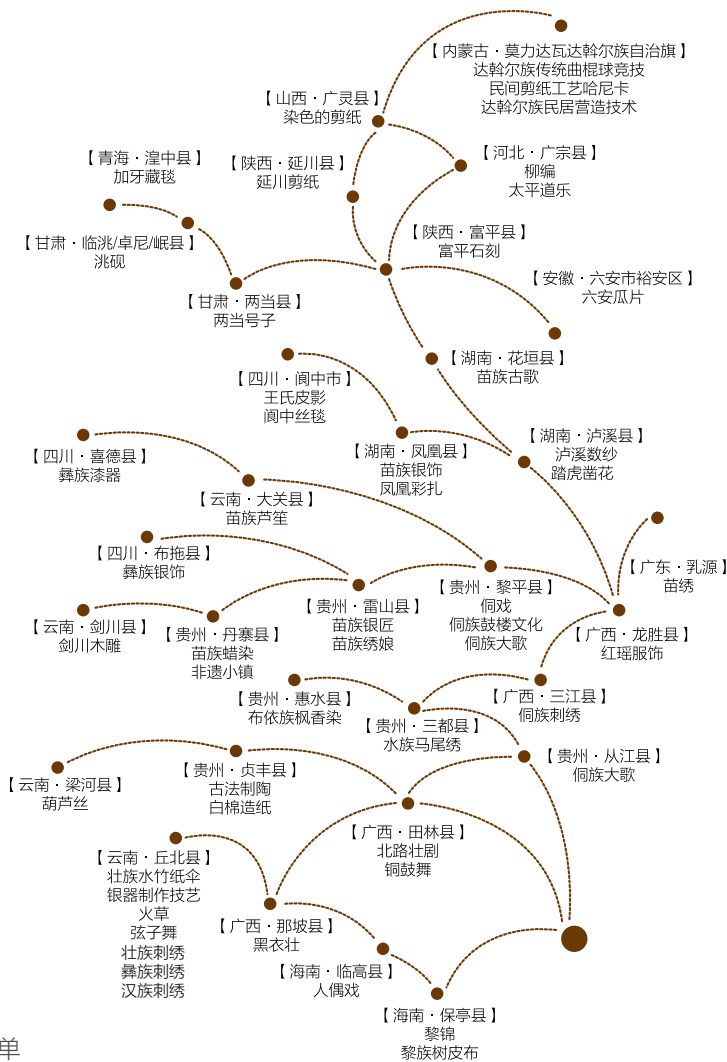 【 内蒙古 · 莫力达瓦达斡尔族自治旗 】
达斡尔族传统曲棍球竞技
民间剪纸工艺哈尼卡
达斡尔族民居营造技术
【 山西 · 广灵县 】
染色的剪纸
【 青海 · 湟中县 】
加牙藏毯
【 陕西 · 延川县 】
延川剪纸
【 河北 · 广宗县 】
柳编
太平道乐
【 甘肃 · 临洮/卓尼/岷县 】
洮砚
【 陕西 · 富平县 】
富平石刻
【 安徽 · 六安市裕安区 】
六安瓜片
【 甘肃 · 两当县 】
两当号子
【 湖南 · 花垣县 】
苗族古歌
【 四川 · 阆中市 】
王氏皮影
阆中丝毯
【 湖南 · 泸溪县 】
泸溪数纱
踏虎凿花
【 湖南 · 凤凰县 】
苗族银饰
凤凰彩扎
【 四川 · 喜德县 】
彝族漆器
【 云南 · 大关县 】
苗族芦笙
【 四川 · 布拖县 】
彝族银饰
【 广东 · 乳源 】
苗绣
【 贵州 · 黎平县 】
侗戏
侗族鼓楼文化
侗族大歌
【 贵州 · 雷山县 】
苗族银匠
苗族绣娘
【 云南 · 剑川县 】
剑川木雕
【 贵州 · 丹寨县 】
苗族蜡染
非遗小镇
【 广西 · 龙胜县 】
红瑶服饰
【 贵州 · 惠水县 】
布依族枫香染
【 广西 · 三江县 】
侗族刺绣
【 贵州 · 三都县 】
水族马尾绣
【 贵州 · 从江县 】
侗族大歌
【 云南 · 梁河县 】
葫芦丝
【 贵州 · 贞丰县 】
古法制陶
白棉造纸
【 广西 · 田林县 】
北路壮剧
铜鼓舞
【 云南 · 丘北县 】
壮族水竹纸伞
银器制作技艺
火草
弦子舞
壮族刺绣
彝族刺绣
汉族刺绣
【 广西 · 那坡县 】
黑衣壮
【 海南 · 临高县 】
人偶戏
【 海南 · 保亭县 】
黎锦
黎族树皮布
单